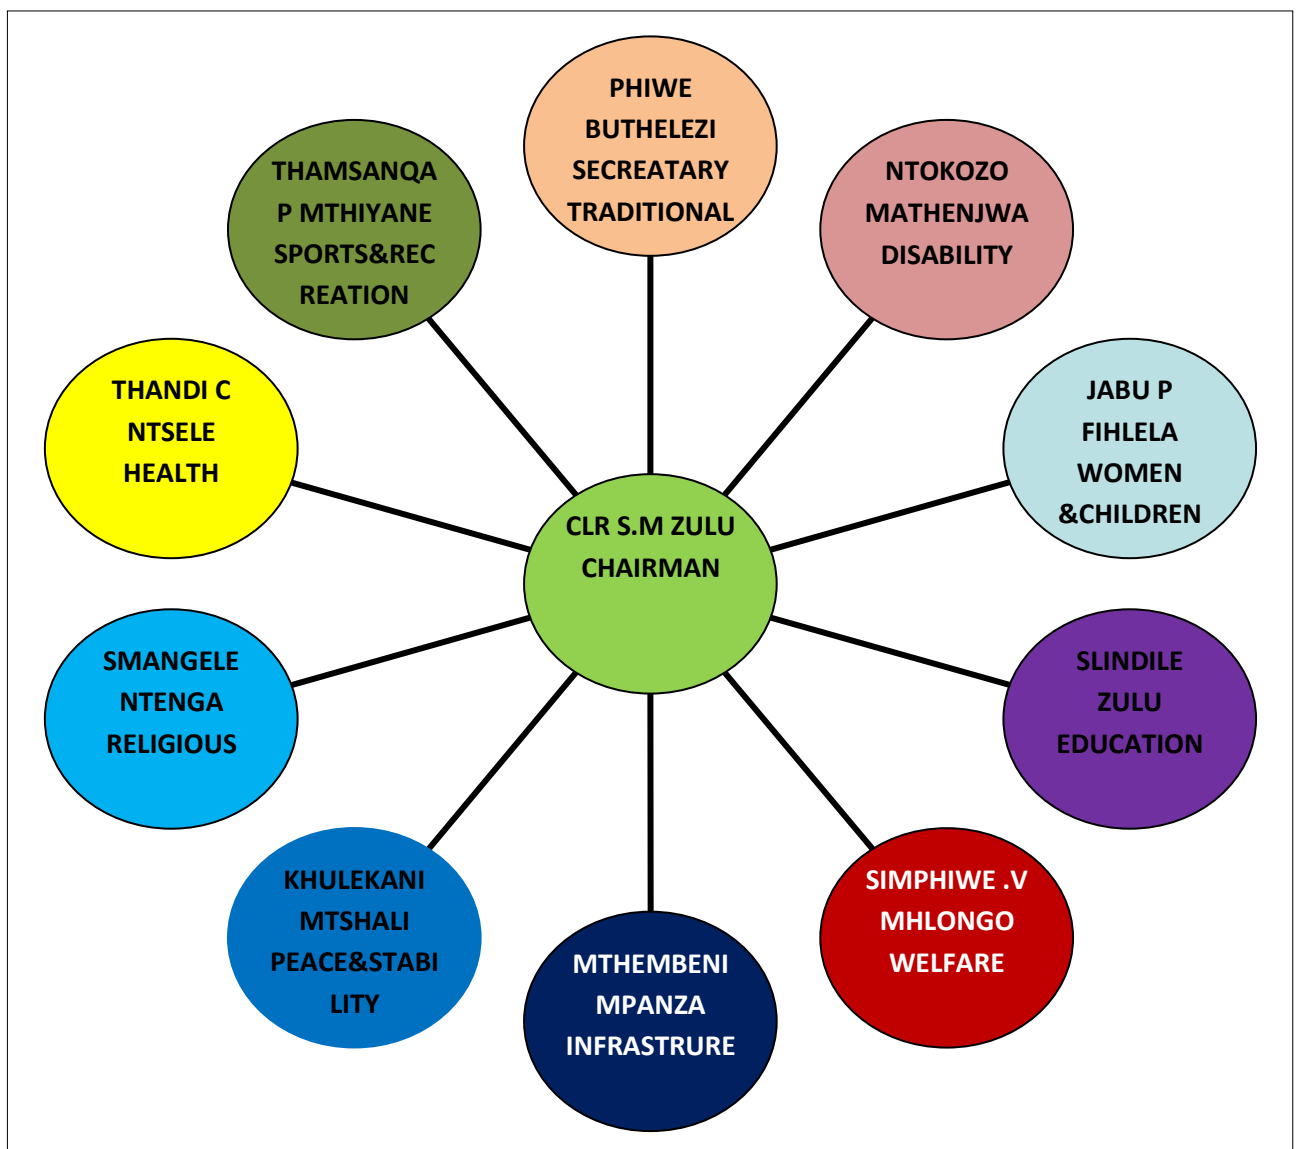 PHIWE
BUTHELEZI
SECREATARY
TRADITIONAL
NTOKOZO
MATHENJWA
DISABILITY
JABU P
FIHLELA
WOMEN
&CHILDREN
SLINDILE
ZULU
EDUCATION
SIMPHIWE .V
MHLONGO
WELFARE
MTHEMBENI
MPANZA
INFRASTRURE
KHULEKANI
MTSHALI
PEACE&STABI
LITY
SMANGELE
NTENGA
RELIGIOUS
THANDI C
NTSELE
HEALTH
THAMSANQA
P MTHIYANE
SPORTS&REC
REATION
CLR S.M ZULU
CHAIRMAN